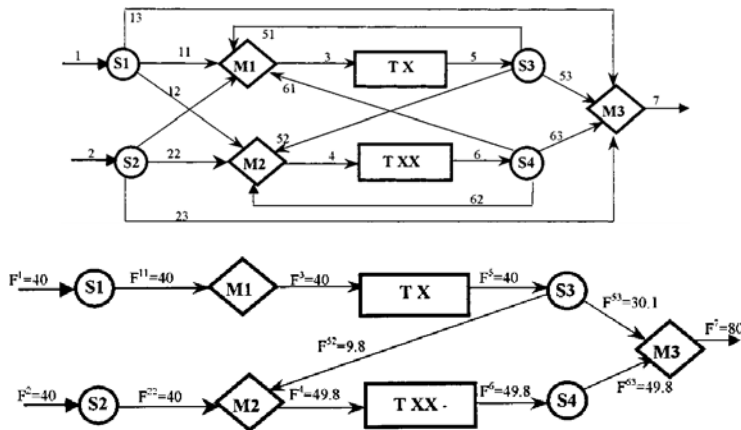 13
51
1
S1
11
M1
3
T X
5
S3
53
12
61
M3
7
2
S2
22
M2
52
4
T XX
6
S4
63
62
23
F1=40
S1
F11=40
M1
F3=40
T X
F5=40
S3
F53=30.1
F52=9.8
M3
F7=80
F2=40
S2
F22=40
M2
F4=49.8
T XX -
F6=49.8
S4
F63=49.8